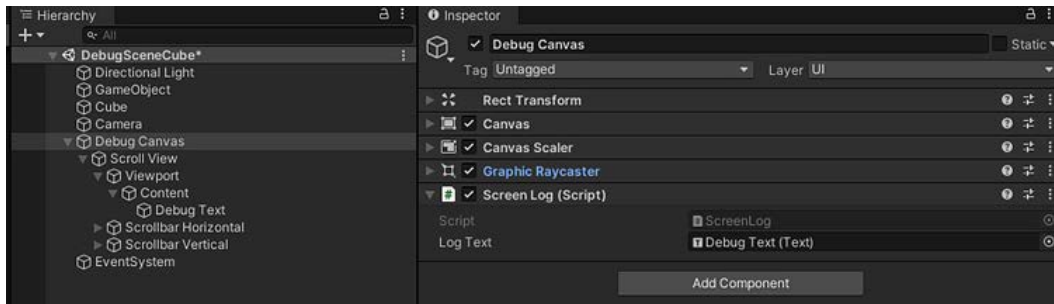 Hierarchy
All
DebugSceneCube*
Directional Light
GameObject
Cube
Camera
Debug Canvas
Scroll View
Viewport
Content
Debug Text
Scrollbar Horizontal
Scrollbar Vertical
EventSystem
Inspector
Debug Canvas
Static
Tag Untagged Layer UI
Rect Transform
Canvas
Canvas Scaler
Graphic Raycaster
# Screen Log (Script)
Script ScreenLog
Log Text Debug Text (Text)
Add Component